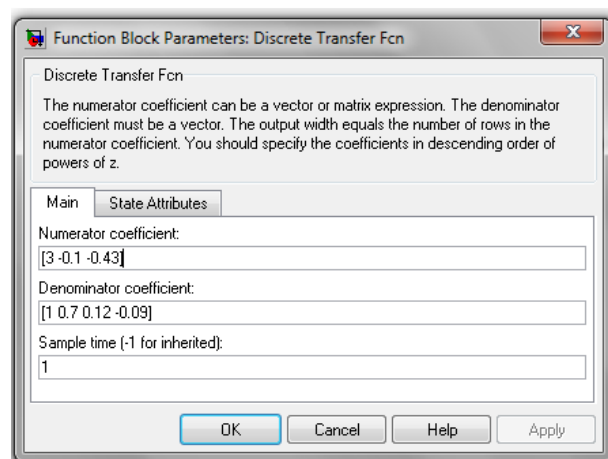 Function Block Parameters: Discrete Transfer Fcn
Discrete Transfer Fcn
The numerator coefficient can be a vector or matrix expression. The denominator
coefficient must be a vector. The output width equals the number of rows in the
numerator coefficient. You should specify the coefficients in descending order of
powers of z.
Main State Attributes
Numerator coefficient:
[3 -0.1 -0.43]
Denominator coefficient:
[1 0.7 0.12 -0.09]
Sample time (-1 for inherited):
1
OK Cancel Help Apply